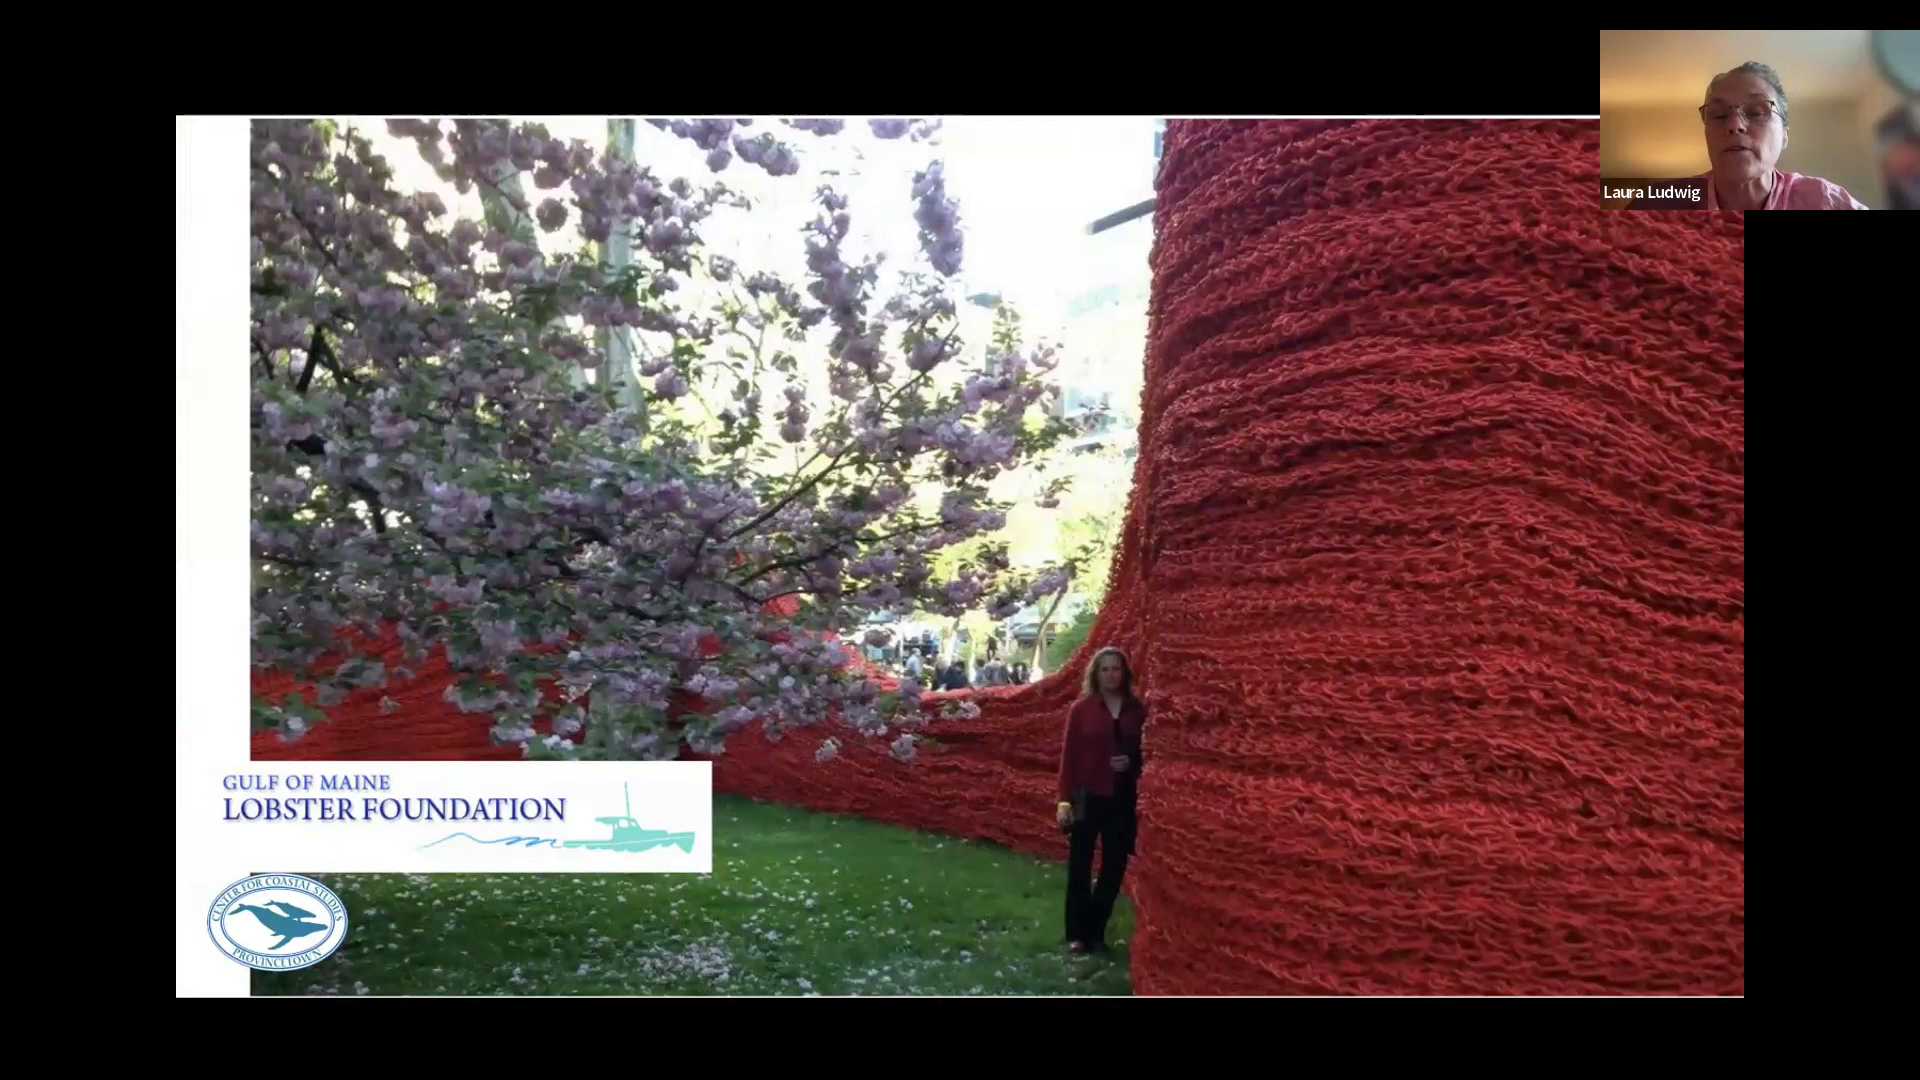 Laura Ludwig
GULF OF MAINE
LOBSTER FOUNDATION
CENTER FOR COASTAL STUDIES
PROVINCETOWN